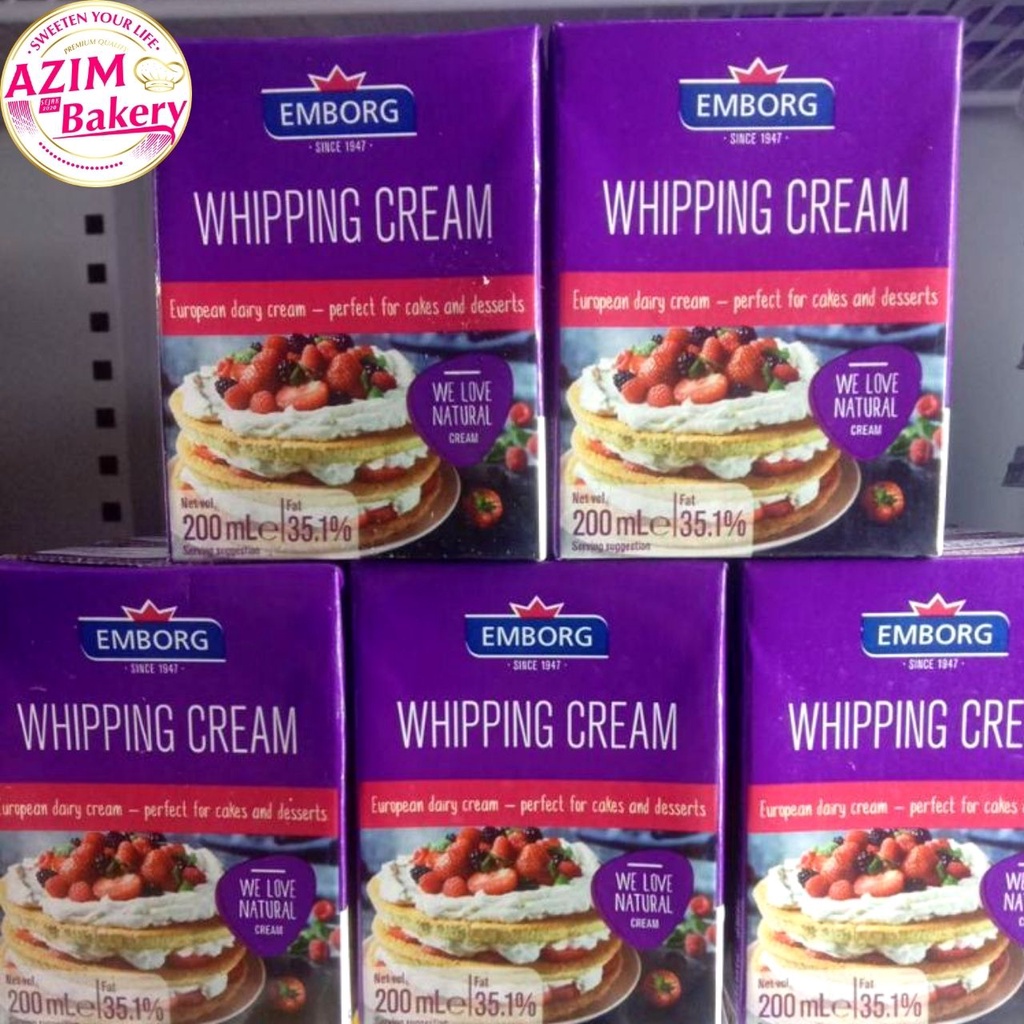 SWEETEN YOUR LIFE
PREMIUM QUALITY
AZIM
SEJAK 2020
Bakery
EMBORG
· SINCE 1947 ·
WHIPPING CREAM
European dairy cream – perfect for cakes and desserts
WE LOVE
NATURAL
CREAM
Net vol. Fat
200 mLe 35.1%
Serving suggestion
EMBORG
· SINCE 1947 ·
WHIPPING CREAM
European dairy cream – perfect for cakes and desserts
WE LOVE
NATURAL
CREAM
Net vol. Fat
200 mLe 35.1%
Serving suggestion
EMBORG
· SINCE 1947 ·
WHIPPING CREAM
uropean dairy cream – perfect for cakes and desserts
WE LOVE
NATURAL
CREAM
Net vol. Fat
200 mLe 35.1%
EMBORG
· SINCE 1947 ·
WHIPPING CREAM
European dairy cream – perfect for cakes and desserts
WE LOVE
NATURAL
CREAM
Net vol. Fat
200 mLe 35.1%
Serving suggestion
EMBORG
· SINCE 1947 ·
WHIPPING CRE
European dairy cream – perfect for cakes
WE L
NAT
Net vol. Fat
200 mLe 35.1%